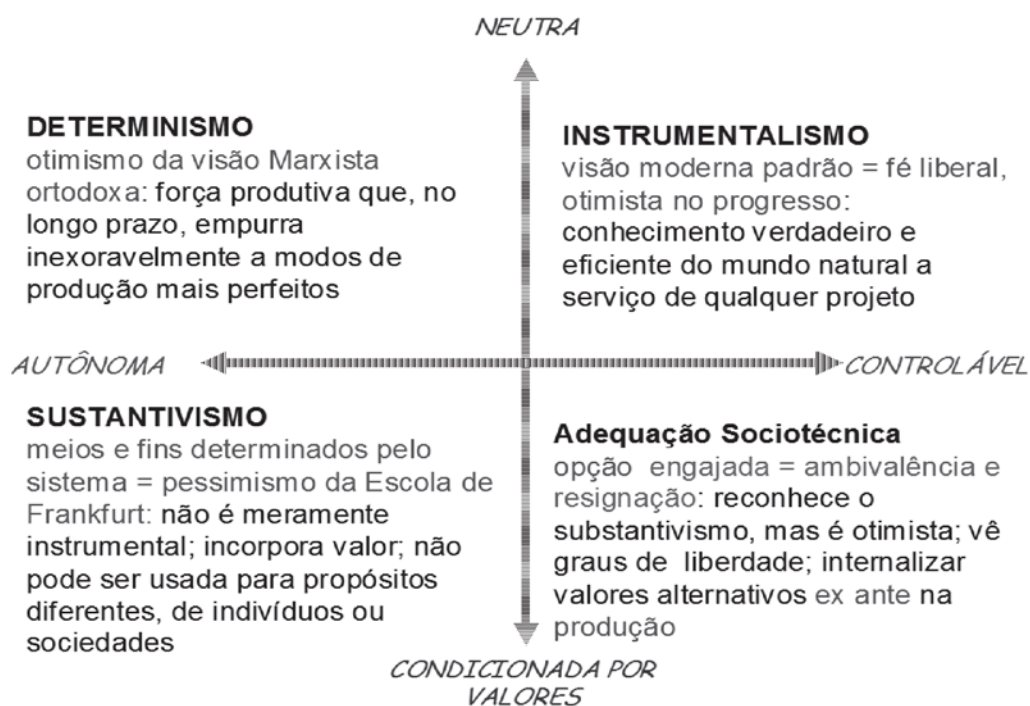 NEUTRA
DETERMINISMO
otimismo da visão Marxista
ortodoxa: força produtiva que, no
longo prazo, empurra
inexoravelmente a modos de
produção mais perfeitos
INSTRUMENTALISMO
visão moderna padrão = fé liberal,
otimista no progresso:
conhecimento verdadeiro e
eficiente do mundo natural a
serviço de qualquer projeto
AUTÔNOMA
CONTROLÁVEL
SUSTANTIVISMO
meios e fins determinados pelo
sistema = pessimismo da Escola de
Frankfurt: não é meramente
instrumental; incorpora valor; não
pode ser usada para propósitos
diferentes, de indivíduos ou
sociedades
Adequação Sociotécnica
opção engajada = ambivalência e
resignação: reconhece o
substantivismo, mas é otimista; vê
graus de liberdade; internalizar
valores alternativos ex ante na
produção
CONDICIONADA POR
VALORES